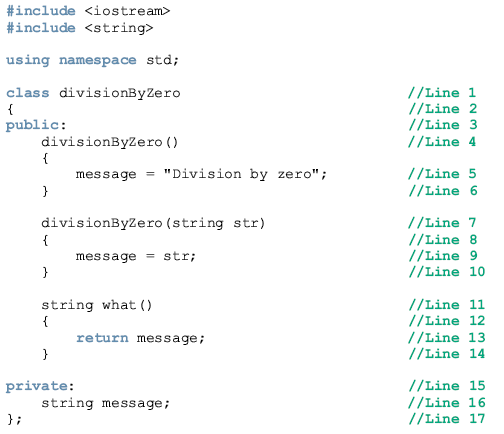 #include <iostream>
#include <string>
using namespace std;
class divisionByZero //Line 1
{ //Line 2
public: //Line 3
divisionByZero() //Line 4
{
message = "Division by zero"; //Line 5
} //Line 6
divisionByZero(string str) //Line 7
{ //Line 8
message = str; //Line 9
} //Line 10
string what() //Line 11
{ //Line 12
return message; //Line 13
} //Line 14
private: //Line 15
string message; //Line 16
}; //Line 17